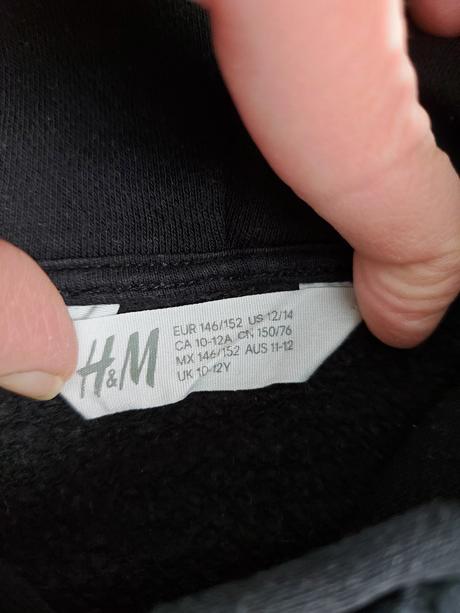 H&M
EUR 146/152 US 12/14
CA 10-12A CN 150/76
MX 146/152 AUS 11-12
UK 10-12Y